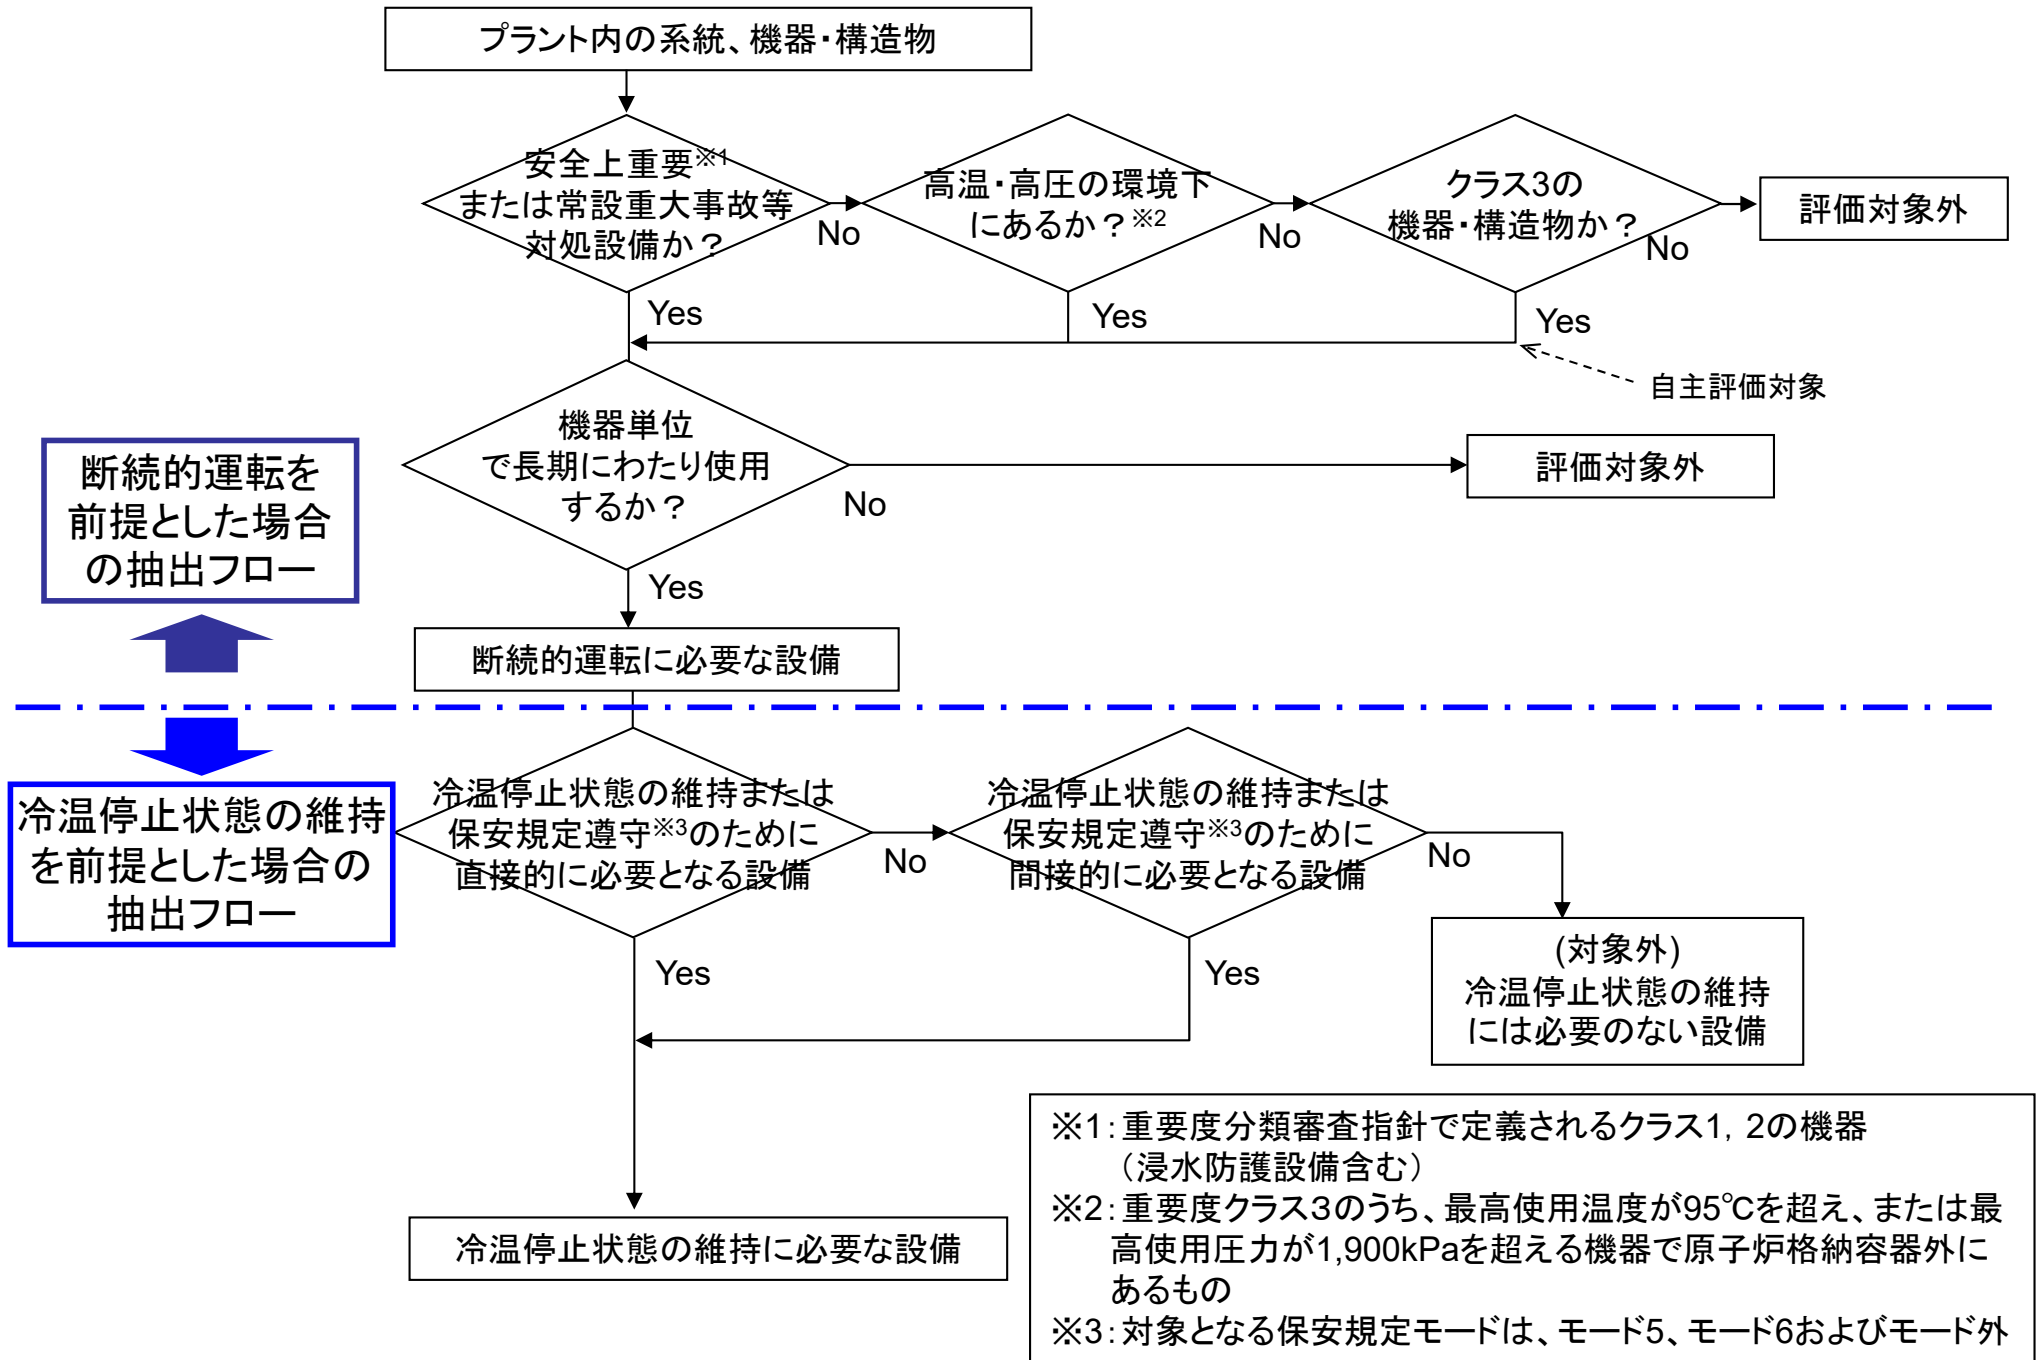 プラント内の系統、機器・構造物
安全上重要※1
または常設重大事故等
対処設備か？
No
高温・高圧の環境下
にあるか？※2
No
クラス3の
機器・構造物か？
No
評価対象外
Yes
Yes
Yes
自主評価対象
機器単位
で長期にわたり使用
するか？
No
評価対象外
断続的運転を
前提とした場合
の抽出フロー
Yes
断続的運転に必要な設備
冷温停止状態の維持
を前提とした場合の
抽出フロー
冷温停止状態の維持または
保安規定遵守※3のために
直接的に必要となる設備
No
冷温停止状態の維持または
保安規定遵守※3のために
間接的に必要となる設備
No
Yes
Yes
(対象外)
冷温停止状態の維持
には必要のない設備
冷温停止状態の維持に必要な設備
※1：重要度分類審査指針で定義されるクラス1，2の機器
（浸水防護設備含む）
※2：重要度クラス３のうち、最高使用温度が95℃を超え、または最
高使用圧力が1,900kPaを超える機器で原子炉格納容器外に
あるもの
※3：対象となる保安規定モードは、モード5、モード6およびモード外